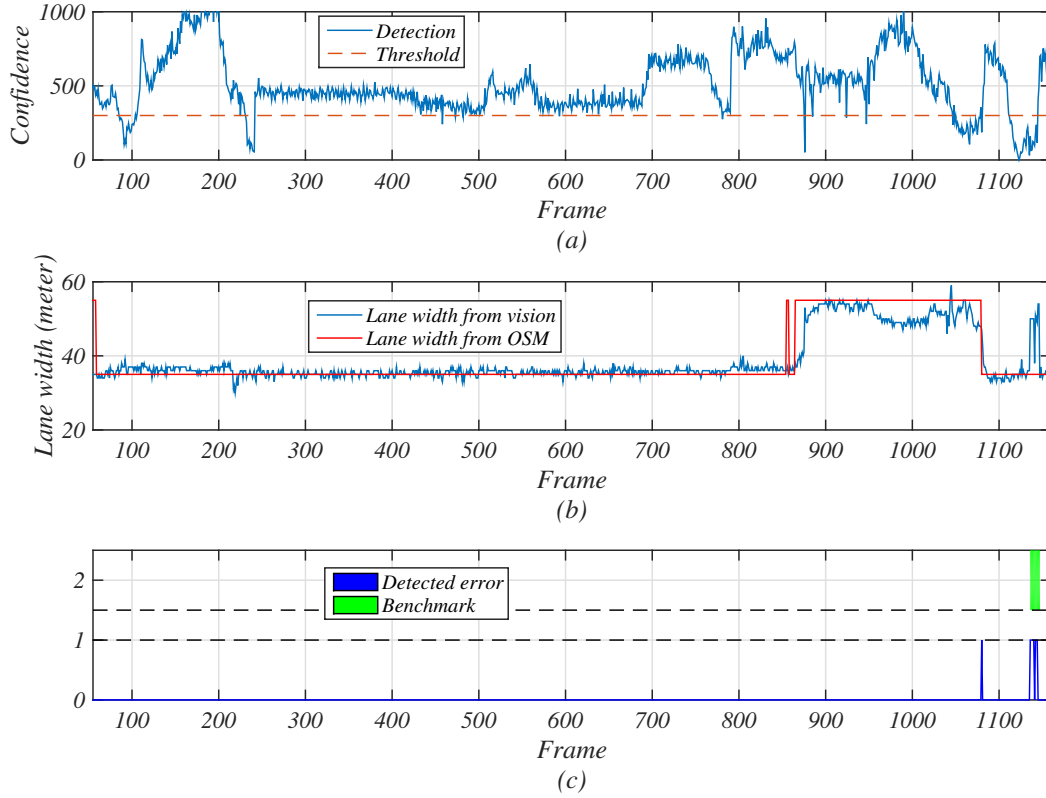 1000
500
0
Confidence
Detection
Threshold
100 200 300 400 500 600 700 800 900 1000 1100
Frame
(a)
60
40
20
Lane width (meter)
Lane width from vision
Lane width from OSM
100 200 300 400 500 600 700 800 900 1000 1100
Frame
(b)
2
1
0
Detected error
Benchmark
100 200 300 400 500 600 700 800 900 1000 1100
Frame
(c)